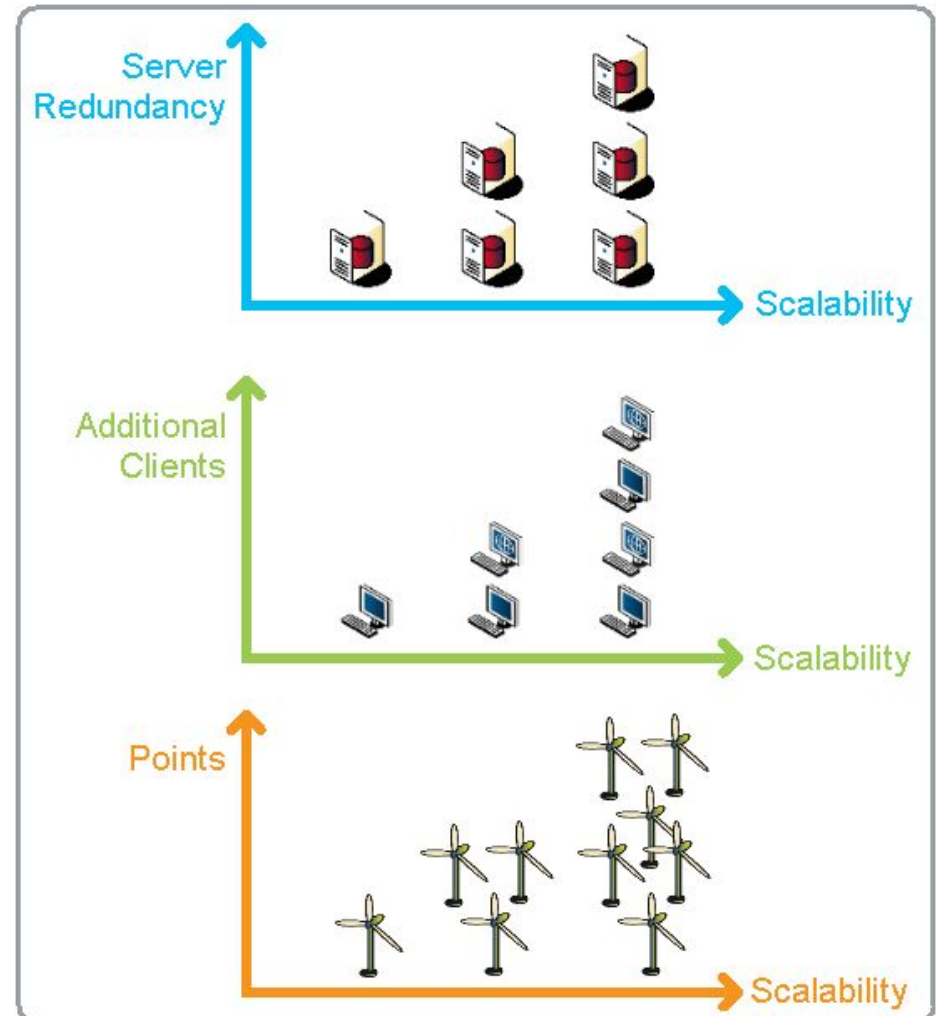 Server
Redundancy
Scalability
Additional
Clients
Scalability
Points
Scalability